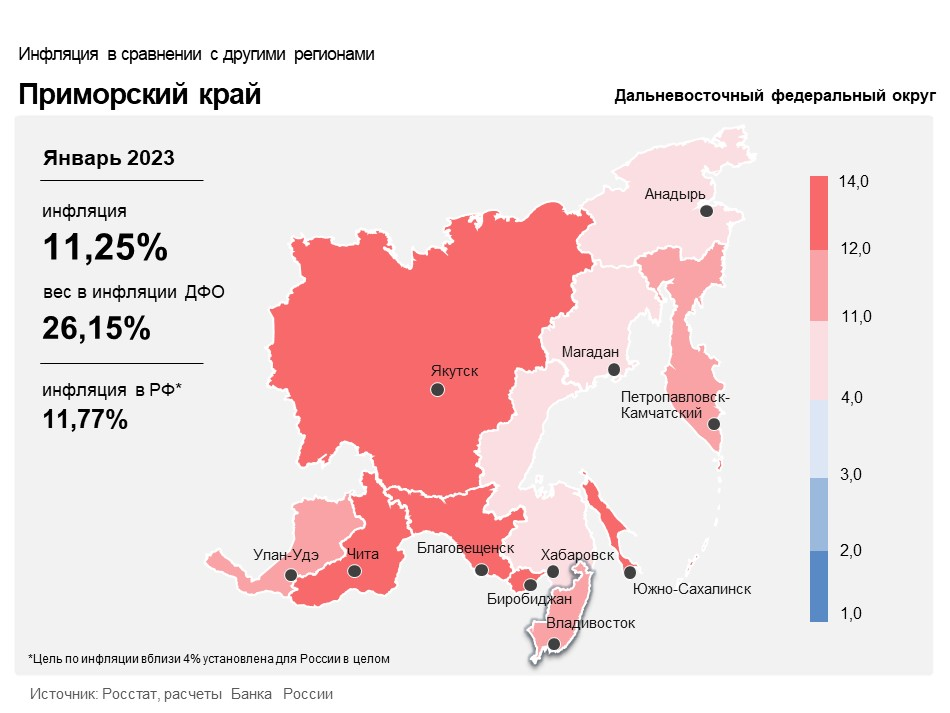 Инфляция в сравнении с другими регионами
Приморский край
Дальневосточный федеральный округ
Январь 2023
инфляция
11,25%
вес в инфляции ДФО
26,15%
инфляция в РФ*
11,77%
Анадырь
Магадан
Якутск
Петропавловск-
Камчатский
Улан-Удэ
Чита
Благовещенск
Хабаровск
Биробиджан
Южно-Сахалинск
Владивосток
14,0
12,0
11,0
4,0
3,0
2,0
1,0
*Цель по инфляции вблизи 4% установлена для России в целом
Источник: Росстат, расчеты Банка России